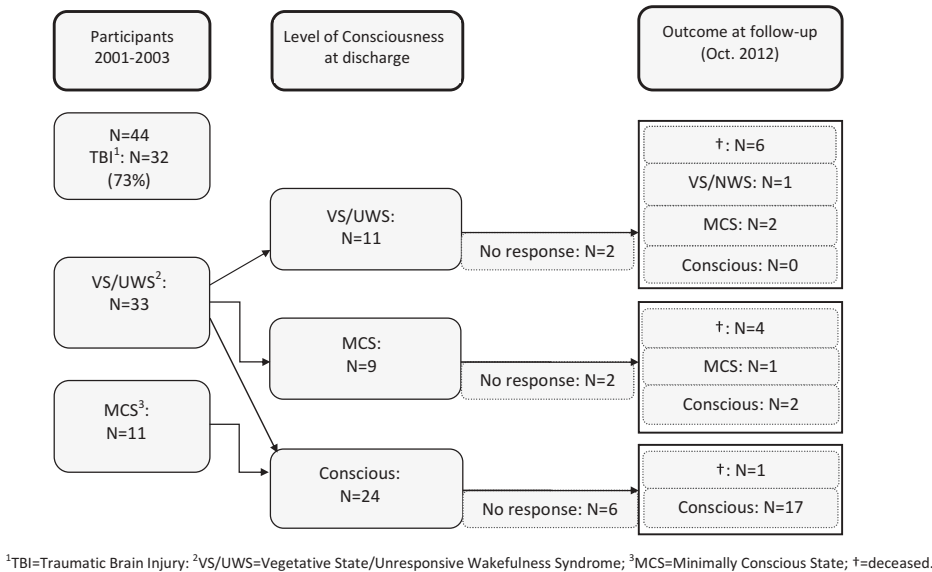 Participants
2001-2003
Level of Consciousness
at discharge
Outcome at follow-up
(Oct. 2012)
N=44
TBI¹: N=32
(73%)
VS/UWS²:
N=33
MCS³:
N=11
VS/UWS:
N=11
No response: N=2
MCS:
N=9
No response: N=2
Conscious:
N=24
No response: N=6
†: N=6
VS/NWS: N=1
MCS: N=2
Conscious: N=0
†: N=4
MCS: N=1
Conscious: N=2
†: N=1
Conscious: N=17
¹TBI=Traumatic Brain Injury: ²VS/UWS=Vegetative State/Unresponsive Wakefulness Syndrome; ³MCS=Minimally Conscious State; †=deceased.